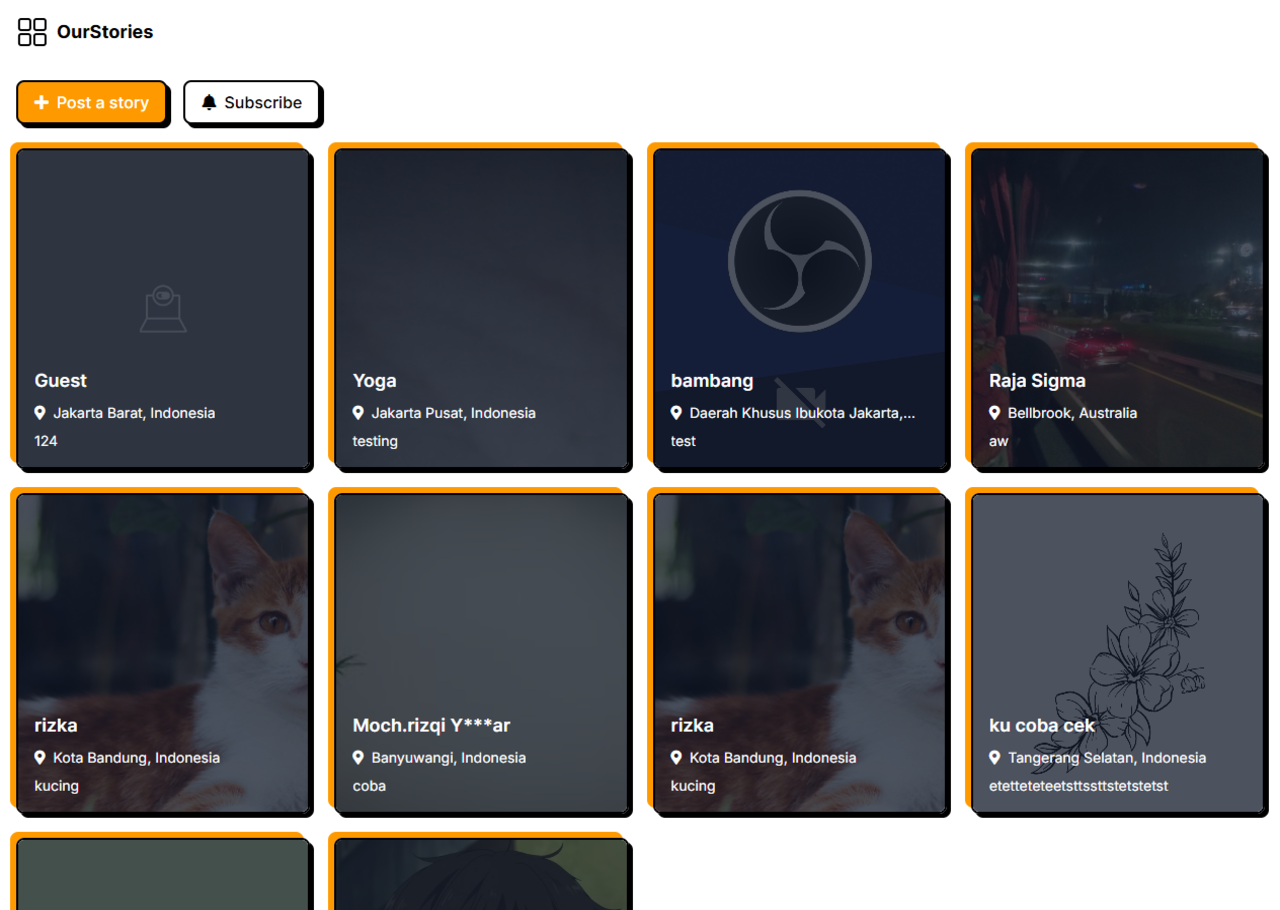 OurStories
Post a story
Subscribe
Guest
Jakarta Barat, Indonesia
124
Yoga
Jakarta Pusat, Indonesia
testing
bambang
Daerah Khusus Ibukota Jakarta,...
test
Raja Sigma
Bellbrook, Australia
aw
rizka
Kota Bandung, Indonesia
kucing
Moch.rizqi Y***ar
Banyuwangi, Indonesia
coba
rizka
Kota Bandung, Indonesia
kucing
ku coba cek
Tangerang Selatan, Indonesia
etetteteteetsttssttstetstetst